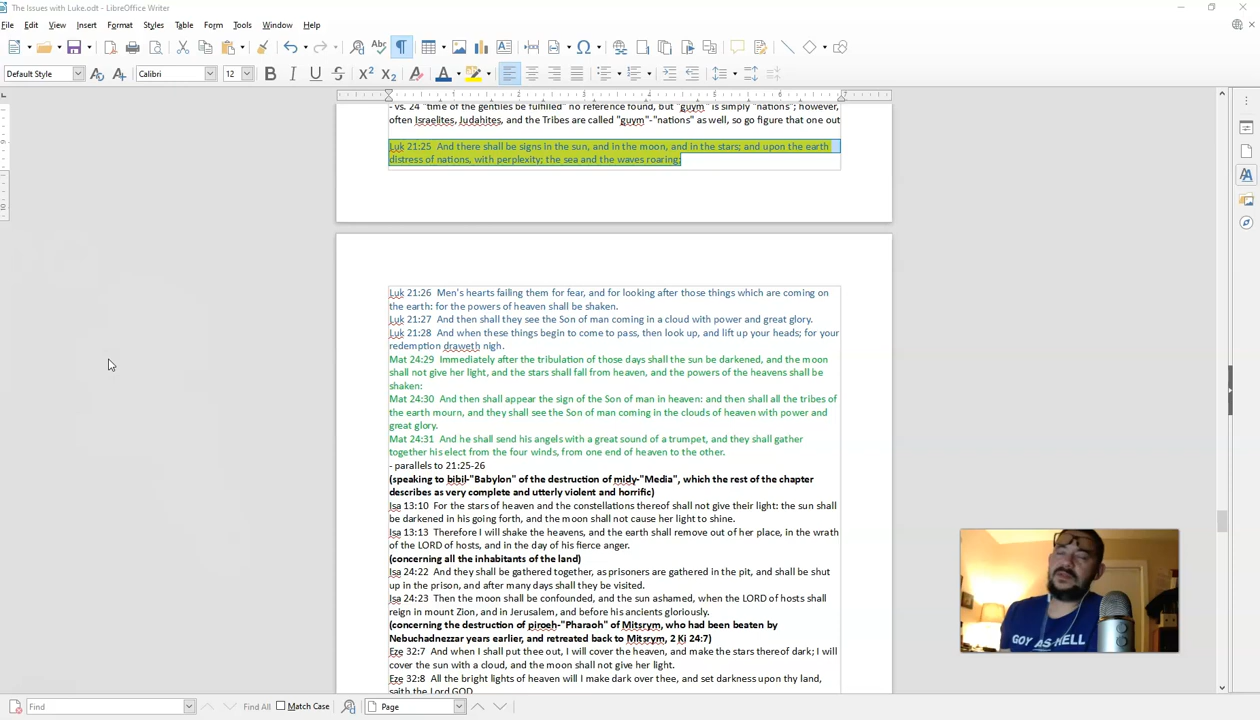 The Issues with Luke.odt - LibreOffice Writer
File Edit View Insert Format Styles Table Form Tools Window Help
Default Style Calibri 12
- vs. 24 "time of the gentiles be fulfilled" no reference found, but "guym" is simply "nations"; however,
often Israelites, Judahites, and the Tribes are called "guym"-"nations" as well, so go figure that one out
Luk 21:25 And there shall be signs in the sun, and in the moon, and in the stars; and upon the earth
distress of nations, with perplexity; the sea and the waves roaring;
Luk 21:26 Men's hearts failing them for fear, and for looking after those things which are coming on
the earth: for the powers of heaven shall be shaken.
Luk 21:27 And then shall they see the Son of man coming in a cloud with power and great glory.
Luk 21:28 And when these things begin to come to pass, then look up, and lift up your heads; for your
redemption draweth nigh.
Mat 24:29 Immediately after the tribulation of those days shall the sun be darkened, and the moon
shall not give her light, and the stars shall fall from heaven, and the powers of the heavens shall be
shaken:
Mat 24:30 And then shall appear the sign of the Son of man in heaven: and then shall all the tribes of
the earth mourn, and they shall see the Son of man coming in the clouds of heaven with power and
great glory.
Mat 24:31 And he shall send his angels with a great sound of a trumpet, and they shall gather
together his elect from the four winds, from one end of heaven to the other.
- parallels to 21:25-26
(speaking to bibil-"Babylon" of the destruction of midy-"Media", which the rest of the chapter
describes as very complete and utterly violent and horrific)
Isa 13:10 For the stars of heaven and the constellations thereof shall not give their light: the sun shall
be darkened in his going forth, and the moon shall not cause her light to shine.
Isa 13:13 Therefore I will shake the heavens, and the earth shall remove out of her place, in the wrath
of the LORD of hosts, and in the day of his fierce anger.
(concerning all the inhabitants of the land)
Isa 24:22 And they shall be gathered together, as prisoners are gathered in the pit, and shall be shut
up in the prison, and after many days shall they be visited.
Isa 24:23 Then the moon shall be confounded, and the sun ashamed, when the LORD of hosts shall
reign in mount Zion, and in Jerusalem, and before his ancients gloriously.
(concerning the destruction of piroeh-"Pharaoh" of Mitsrym, who had been beaten by
Nebuchadnezzar years earlier, and retreated back to Mitsrym, 2 Ki 24:7)
Eze 32:7 And when I shall put thee out, I will cover the heaven, and make the stars thereof dark; I will
cover the sun with a cloud, and the moon shall not give her light.
Eze 32:8 All the bright lights of heaven will I make dark over thee, and set darkness upon thy land,
saith the Lord GOD.
GOY AS HELL
Find Find All Match Case Page